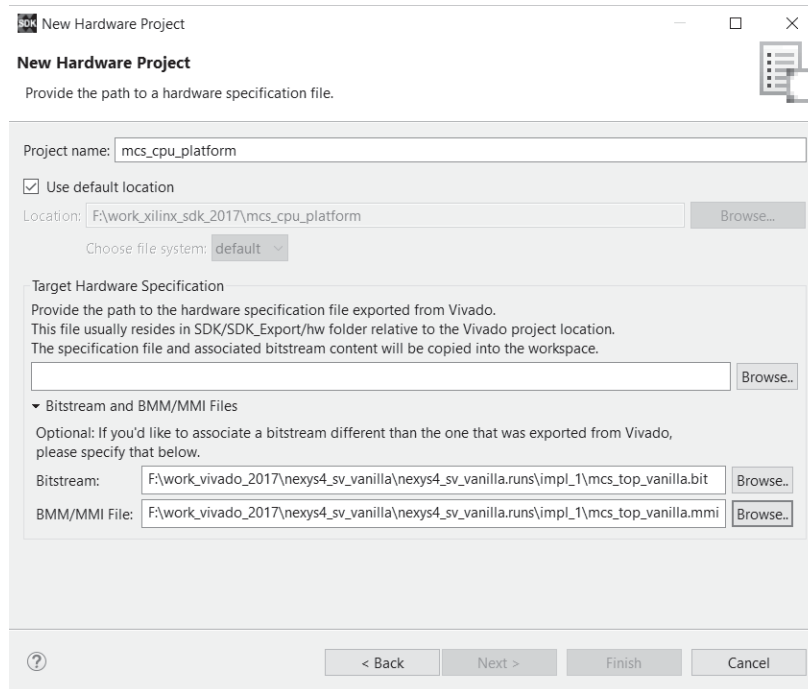 SDK New Hardware Project
New Hardware Project
Provide the path to a hardware specification file.
Project name: mcs_cpu_platform
Use default location
Location: F:\work_xilinx_sdk_2017\mcs_cpu_platform Browse...
Choose file system: default
Target Hardware Specification
Provide the path to the hardware specification file exported from Vivado.
This file usually resides in SDK/SDK_Export/hw folder relative to the Vivado project location.
The specification file and associated bitstream content will be copied into the workspace.
Browse..
Bitstream and BMM/MMI Files
Optional: If you'd like to associate a bitstream different than the one that was exported from Vivado,
please specify that below.
Bitstream: F:\work_vivado_2017\nexys4_sv_vanilla\nexys4_sv_vanilla.runs\impl_1\mcs_top_vanilla.bit Browse..
BMM/MMI File: F:\work_vivado_2017\nexys4_sv_vanilla\nexys4_sv_vanilla.runs\impl_1\mcs_top_vanilla.mmi Browse..
? < Back Next > Finish Cancel